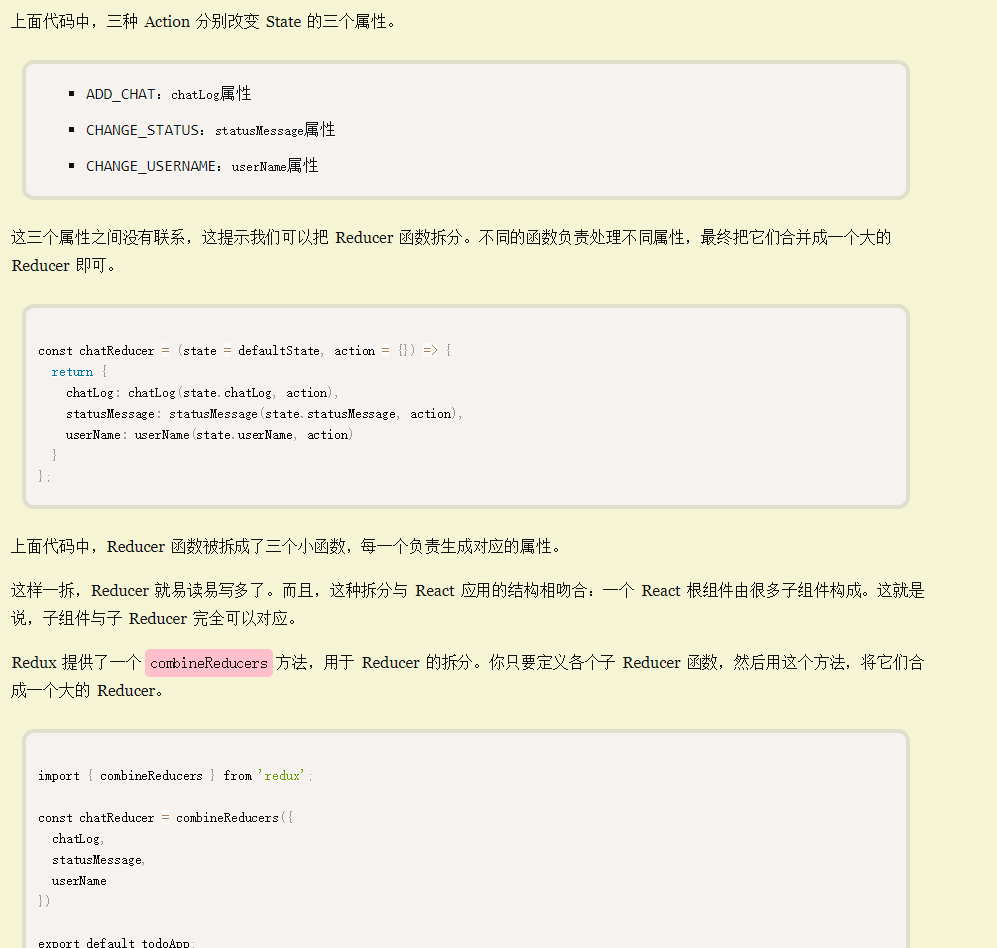 上面代码中，三种 Action 分别改变 State 的三个属性。
ADD_CHAT：chatLog属性
CHANGE_STATUS：statusMessage属性
CHANGE_USERNAME：userName属性
这三个属性之间没有联系，这提示我们可以把 Reducer 函数拆分。不同的函数负责处理不同属性，最终把它们合并成一个大的
Reducer 即可。
const chatReducer = (state = defaultState, action = {}) => {
  return {
    chatLog: chatLog(state.chatLog, action),
    statusMessage: statusMessage(state.statusMessage, action),
    userName: userName(state.userName, action)
  }
};
上面代码中，Reducer 函数被拆成了三个小函数，每一个负责生成对应的属性。
这样一拆，Reducer 就易读易写多了。而且，这种拆分与 React 应用的结构相吻合：一个 React 根组件由很多子组件构成。这就是
说，子组件与子 Reducer 完全可以对应。
Redux 提供了一个 combineReducers 方法，用于 Reducer 的拆分。你只要定义各个子 Reducer 函数，然后用这个方法，将它们合
成一个大的 Reducer。
import { combineReducers } from 'redux';
const chatReducer = combineReducers({
  chatLog,
  statusMessage,
  userName
})
export default todoApp;